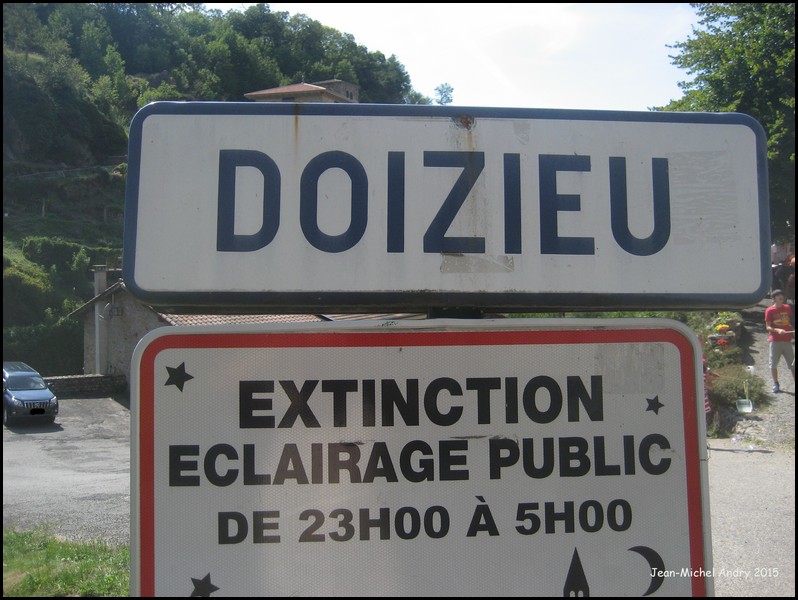 DOIZIEU
EXTINCTION
ECLAIRAGE PUBLIC
DE 23H00 À 5H00
Jean-Michel Andry 2015